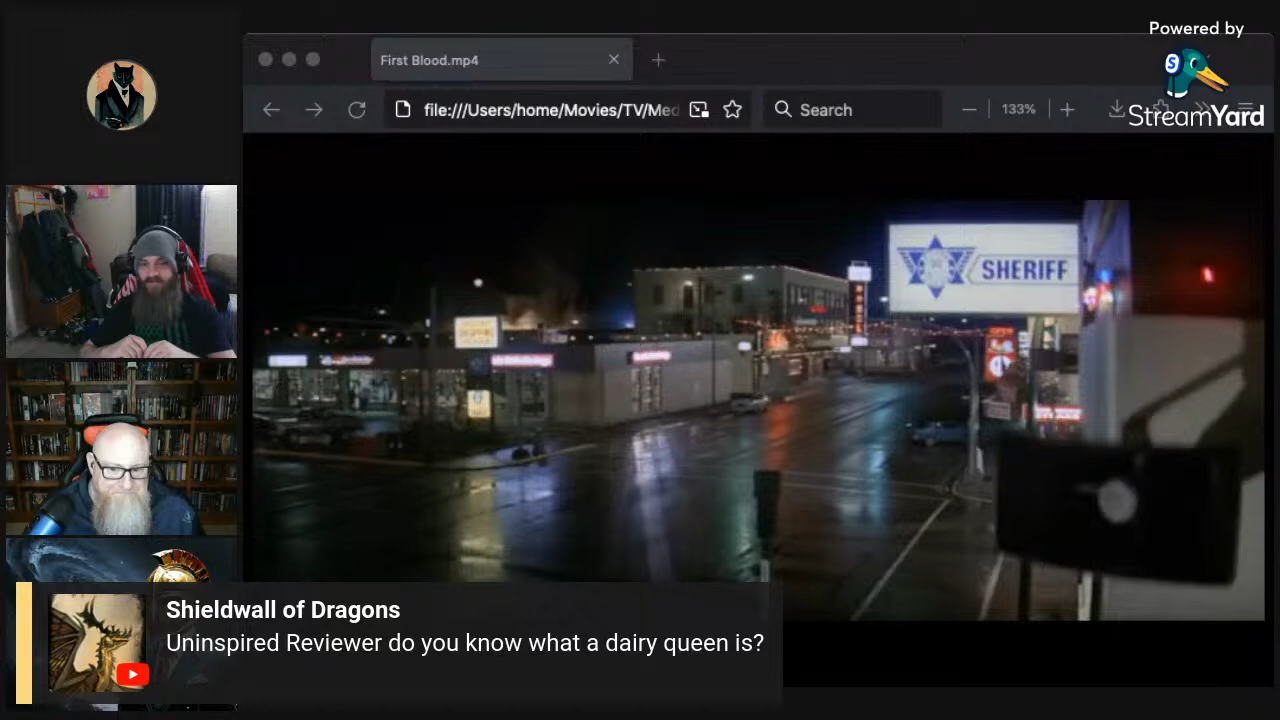 Powered by
StreamYard
First Blood.mp4
file:///Users/home/Movies/TV/Med
Search
133%
SHERIFF
Shieldwall of Dragons
Uninspired Reviewer do you know what a dairy queen is?